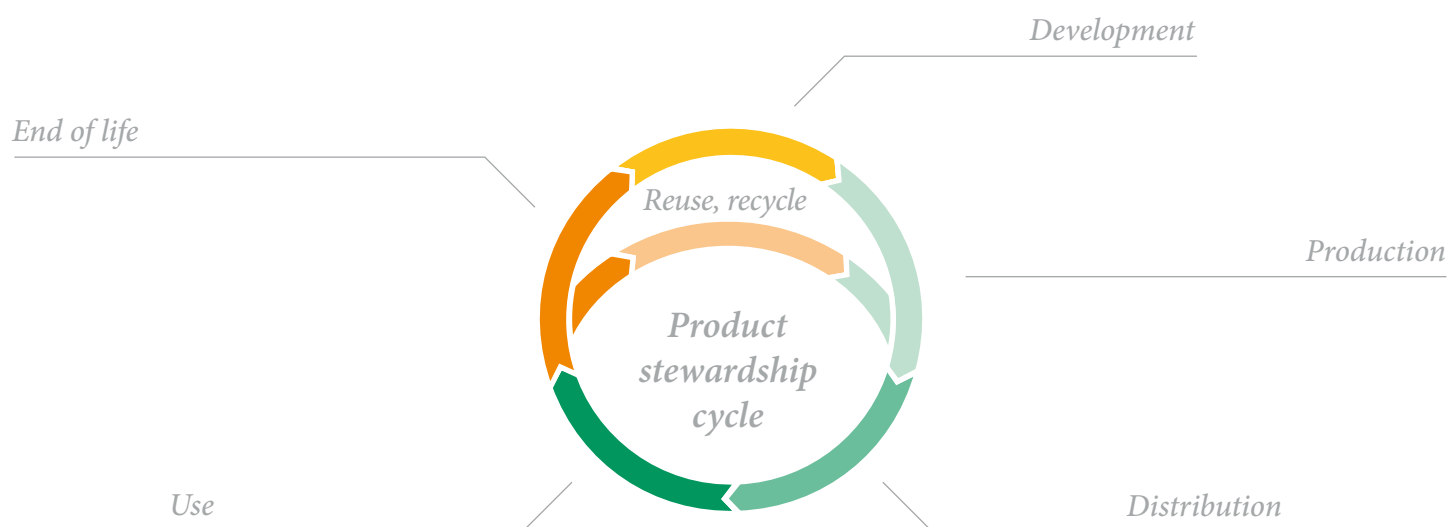 Development
End of life
Reuse, recycle
Production
Product
stewardship
cycle
Use
Distribution